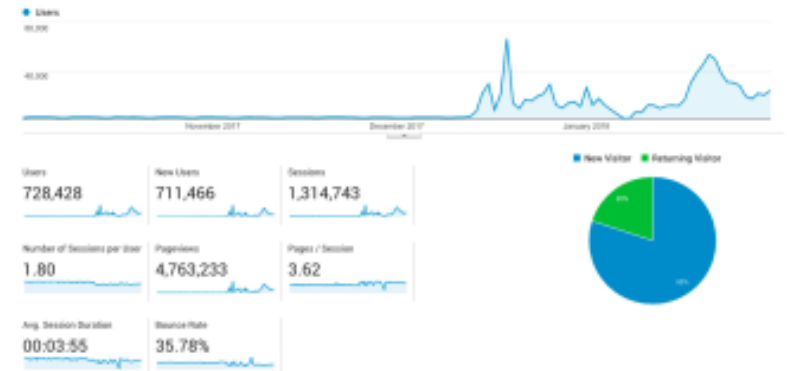 Users
80,000
40,000
November 2017 December 2017 January 2018
New Visitor Returning Visitor
Users New Users Sessions
728,428 711,466 1,314,743
Number of Sessions per User Pageviews Pages / Session
1.80 4,763,233 3.62
Avg. Session Duration Bounce Rate
00:03:55 35.78%